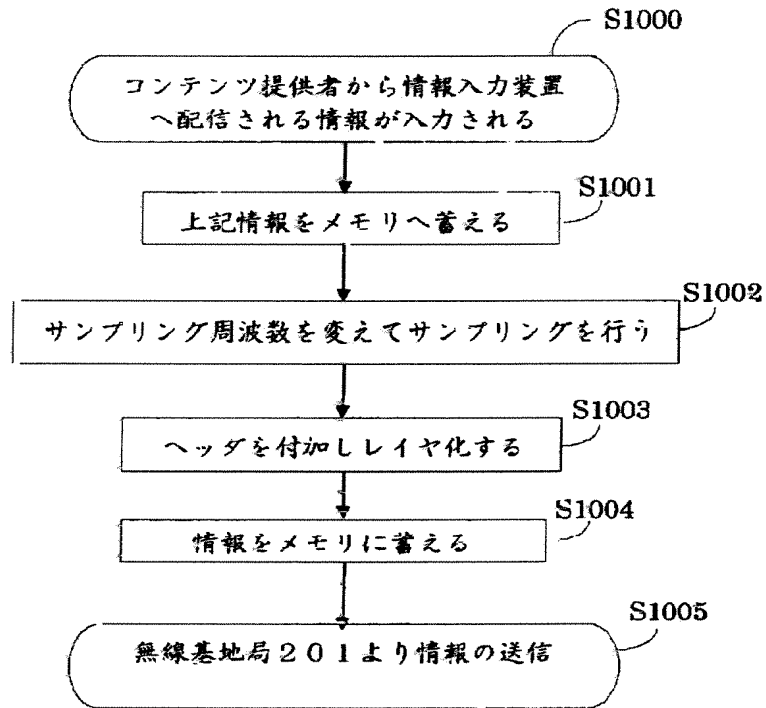 S1000
コンテンツ提供者から情報入力装置
へ配信される情報が入力される
S1001
上記情報をメモリへ蓄える
S1002
サンプリング周波数を変えてサンプリングを行う
S1003
ヘッダを付加しレイヤ化する
S1004
情報をメモリに蓄える
S1005
無線基地局201より情報の送信